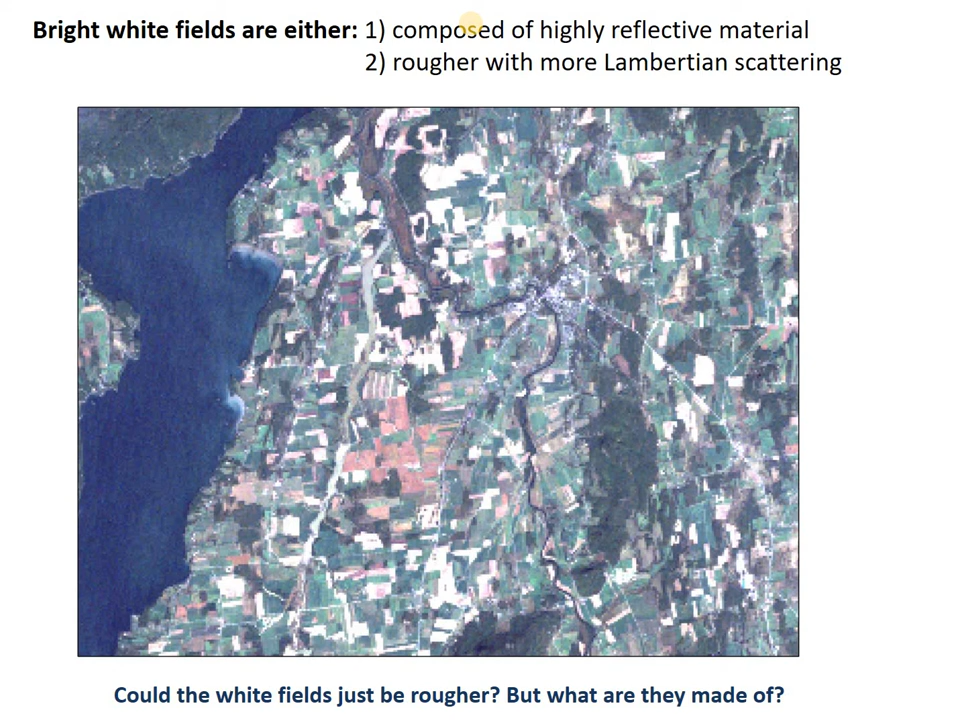 Bright white fields are either: 1) composed of highly reflective material
2) rougher with more Lambertian scattering
Could the white fields just be rougher? But what are they made of?